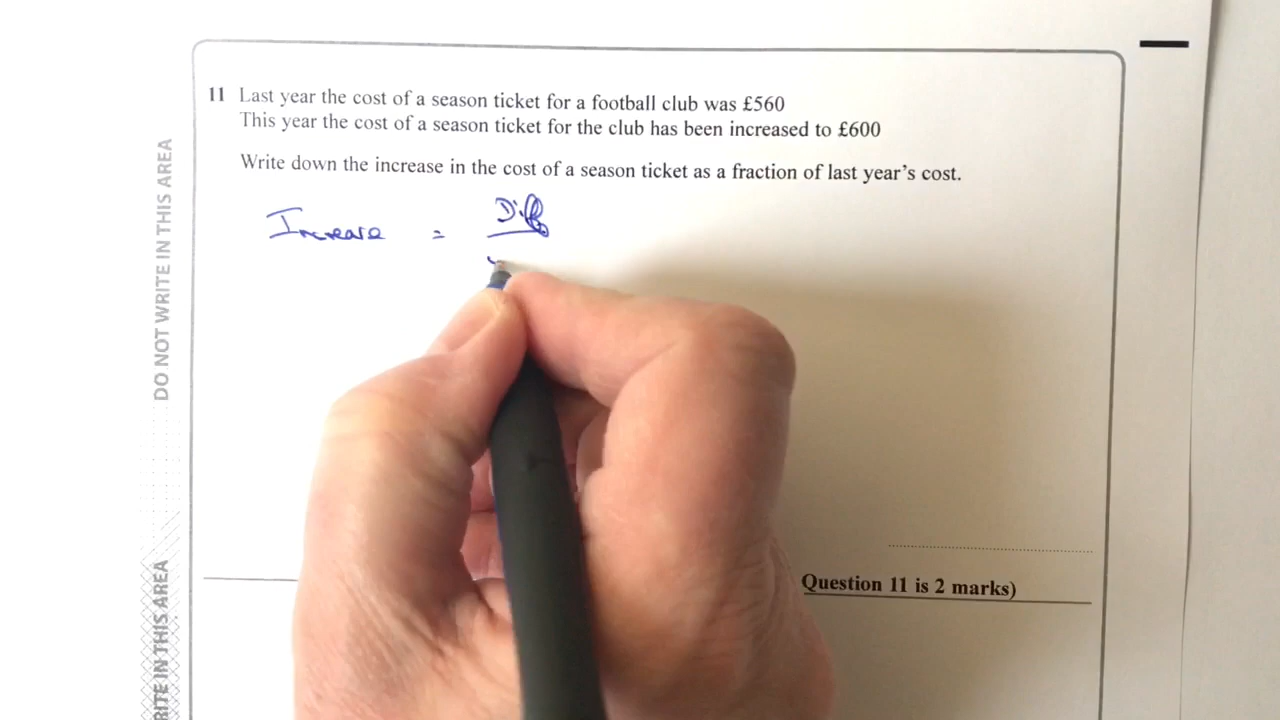 11 Last year the cost of a season ticket for a football club was £560
This year the cost of a season ticket for the club has been increased to £600
Write down the increase in the cost of a season ticket as a fraction of last year's cost.
Increase = Diff
Question 11 is 2 marks)
DO NOT WRITE IN THIS AREA
RITE IN THIS AREA